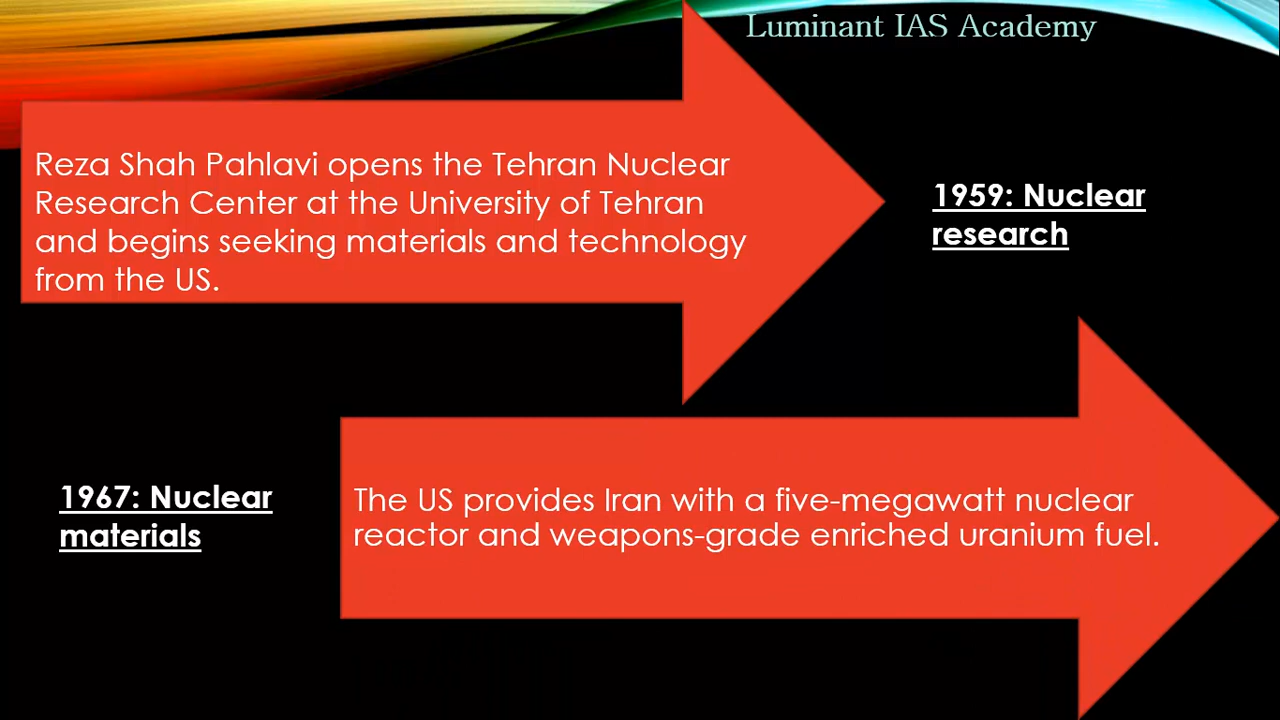 Luminant IAS Academy
Reza Shah Pahlavi opens the Tehran Nuclear
Research Center at the University of Tehran
and begins seeking materials and technology
from the US.
1959: Nuclear
research
1967: Nuclear
materials
The US provides Iran with a five-megawatt nuclear
reactor and weapons-grade enriched uranium fuel.